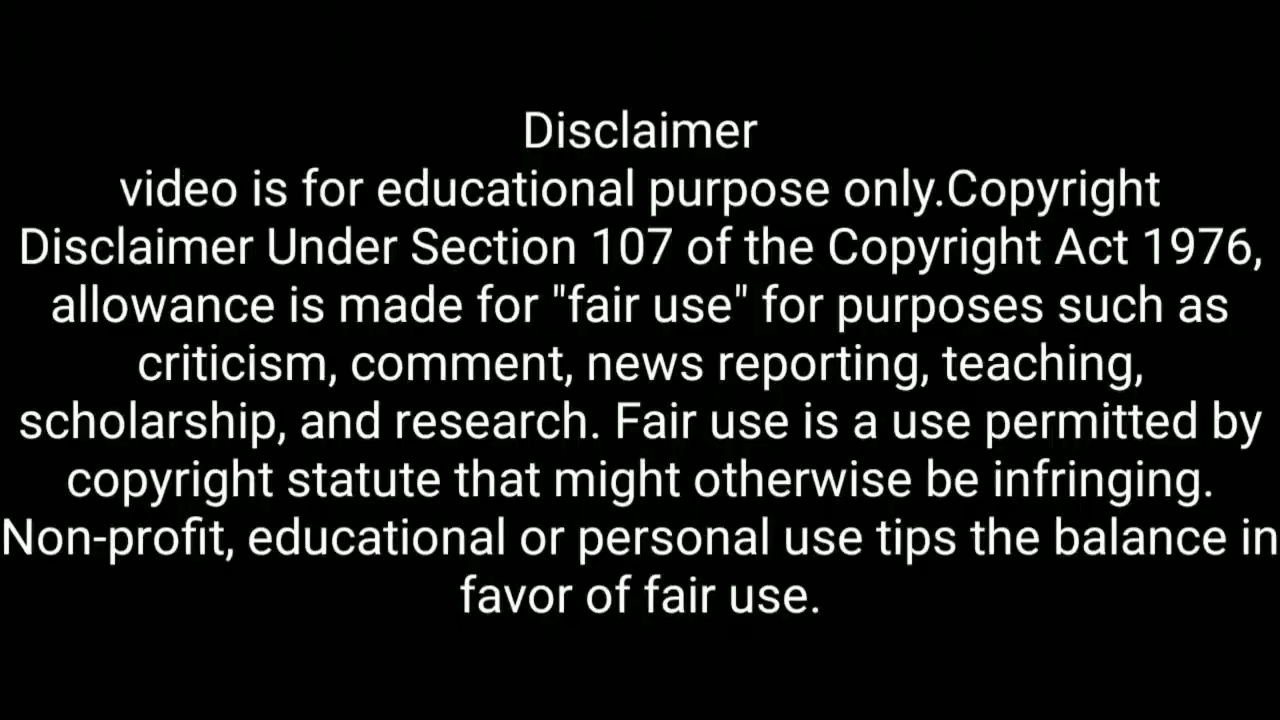 Disclaimer
video is for educational purpose only.Copyright
Disclaimer Under Section 107 of the Copyright Act 1976,
allowance is made for "fair use" for purposes such as
criticism, comment, news reporting, teaching,
scholarship, and research. Fair use is a use permitted by
copyright statute that might otherwise be infringing.
Non-profit, educational or personal use tips the balance in
favor of fair use.